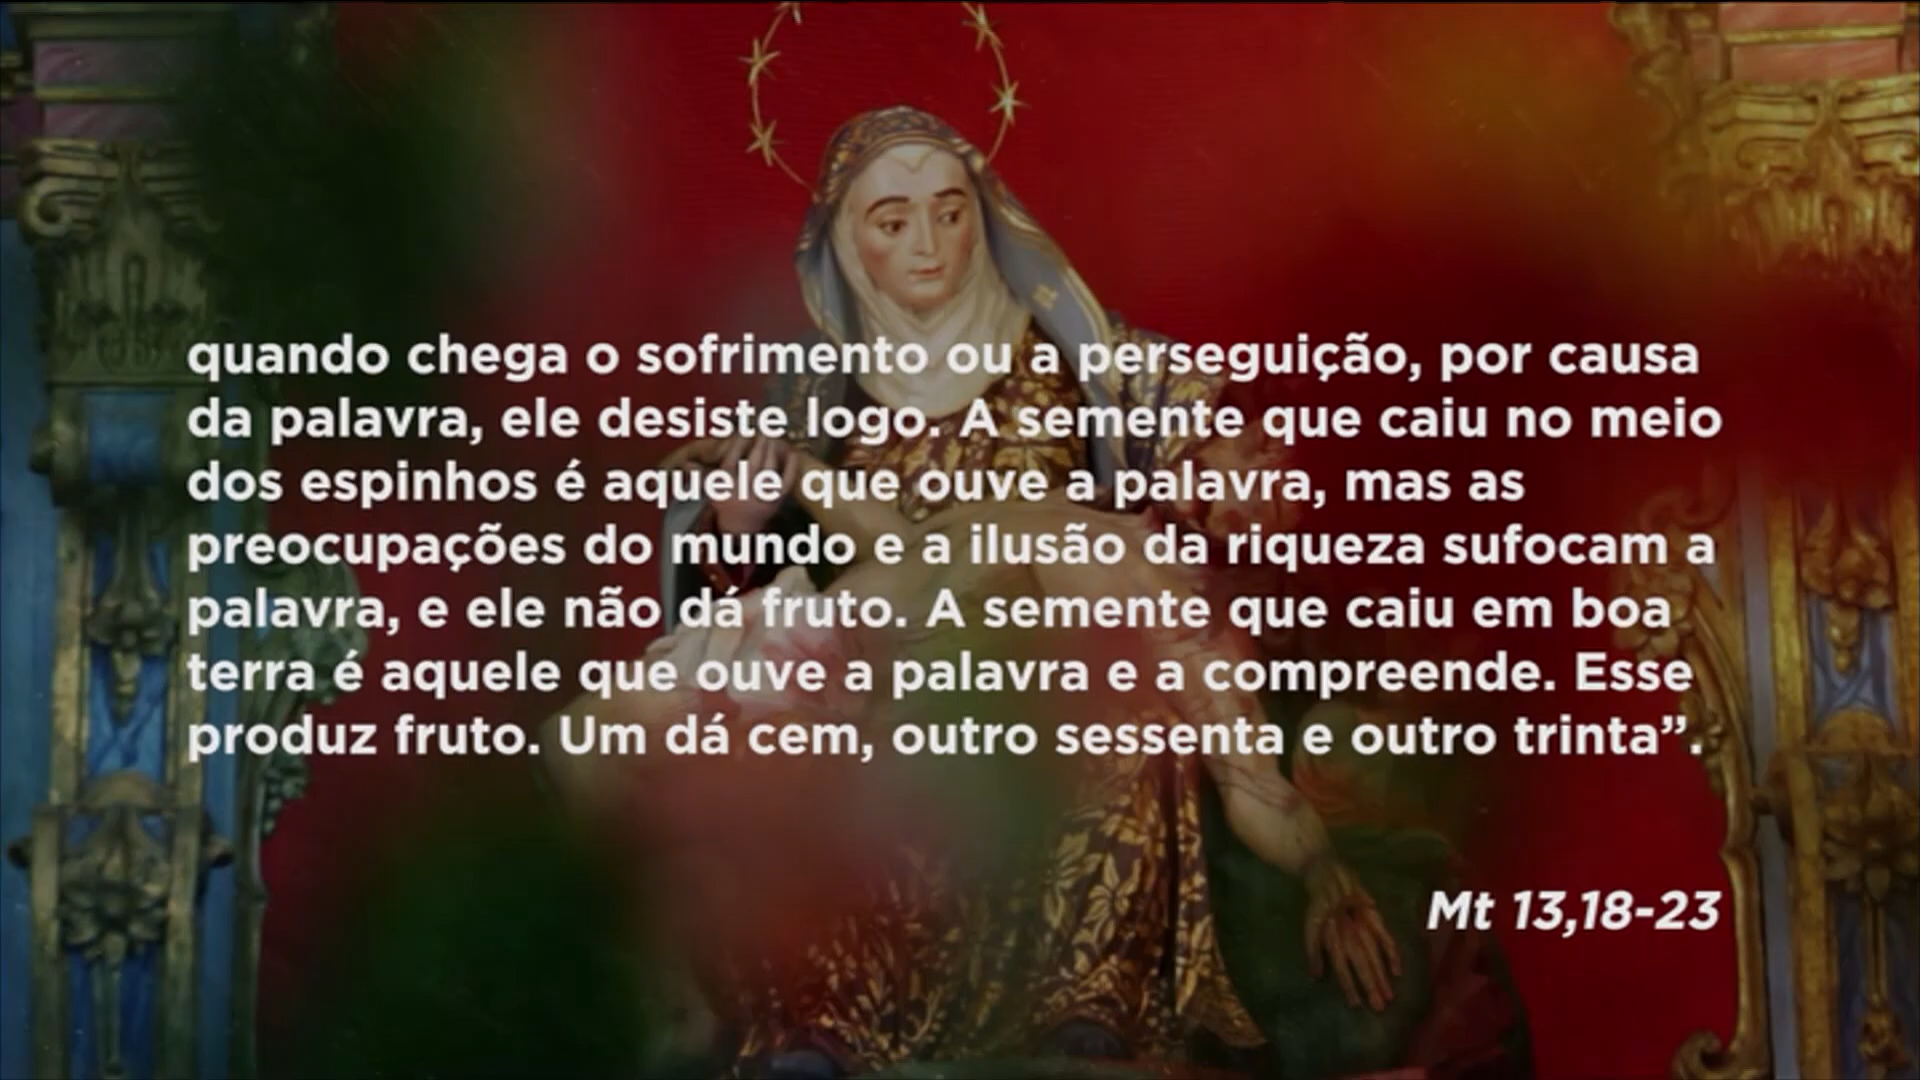 quando chega o sofrimento ou a perseguição, por causa
da palavra, ele desiste logo. A semente que caiu no meio
dos espinhos é aquele que ouve a palavra, mas as
preocupações do mundo e a ilusão da riqueza sufocam a
palavra, e ele não dá fruto. A semente que caiu em boa
terra é aquele que ouve a palavra e a compreende. Esse
produz fruto. Um dá cem, outro sessenta e outro trinta”.
Mt 13,18-23